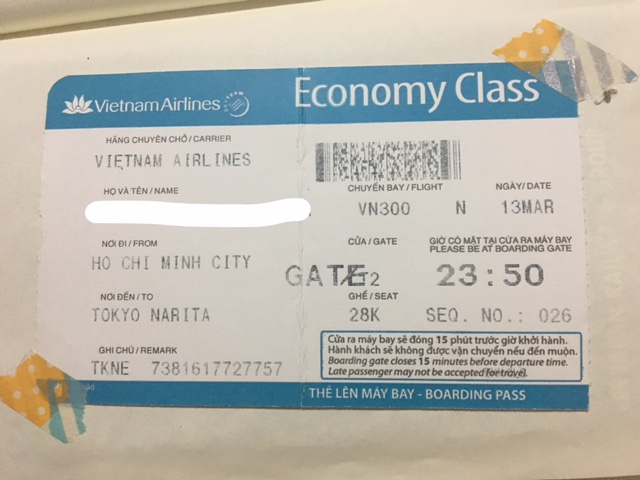 Vietnam Airlines
Economy Class
HÃNG CHUYÊN CHỞ / CARRIER
VIETNAM AIRLINES
HỌ VÀ TÊN / NAME
CHUYẾN BAY / FLIGHT NGÀY / DATE
VN300 N 13MAR
NƠI ĐI / FROM
HO CHI MINH CITY
CỬA / GATE GIỜ CÓ MẶT TẠI CỬA RA MÁY BAY
PLEASE BE AT BOARDING GATE
GATE 23:50
NƠI ĐẾN / TO
TOKYO NARITA
GHẾ / SEAT
28K SEQ. NO.: 026
GHI CHÚ / REMARK
TKNE 7381617727757
Cửa ra máy bay sẽ đóng 15 phút trước giờ khởi hành.
Hành khách sẽ không được vận chuyển nếu đến muộn.
Boarding gate closes 15 minutes before departure time.
Late passenger may not be accepted for travel.
THẺ LÊN MÁY BAY - BOARDING PASS